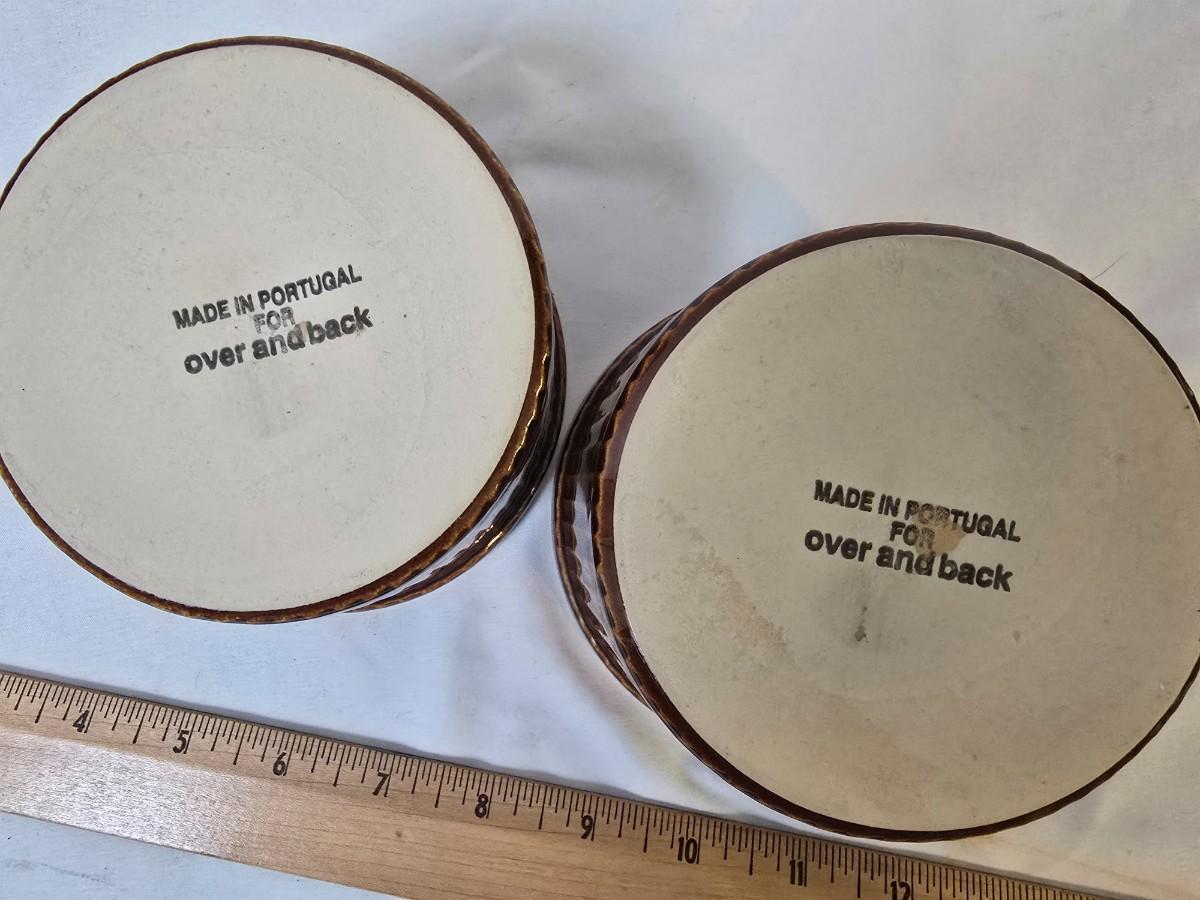 MADE IN PORTUGAL
FOR
over and back
MADE IN PORTUGAL
FOR
over and back
4 5 6 7 8 9 10 11 12